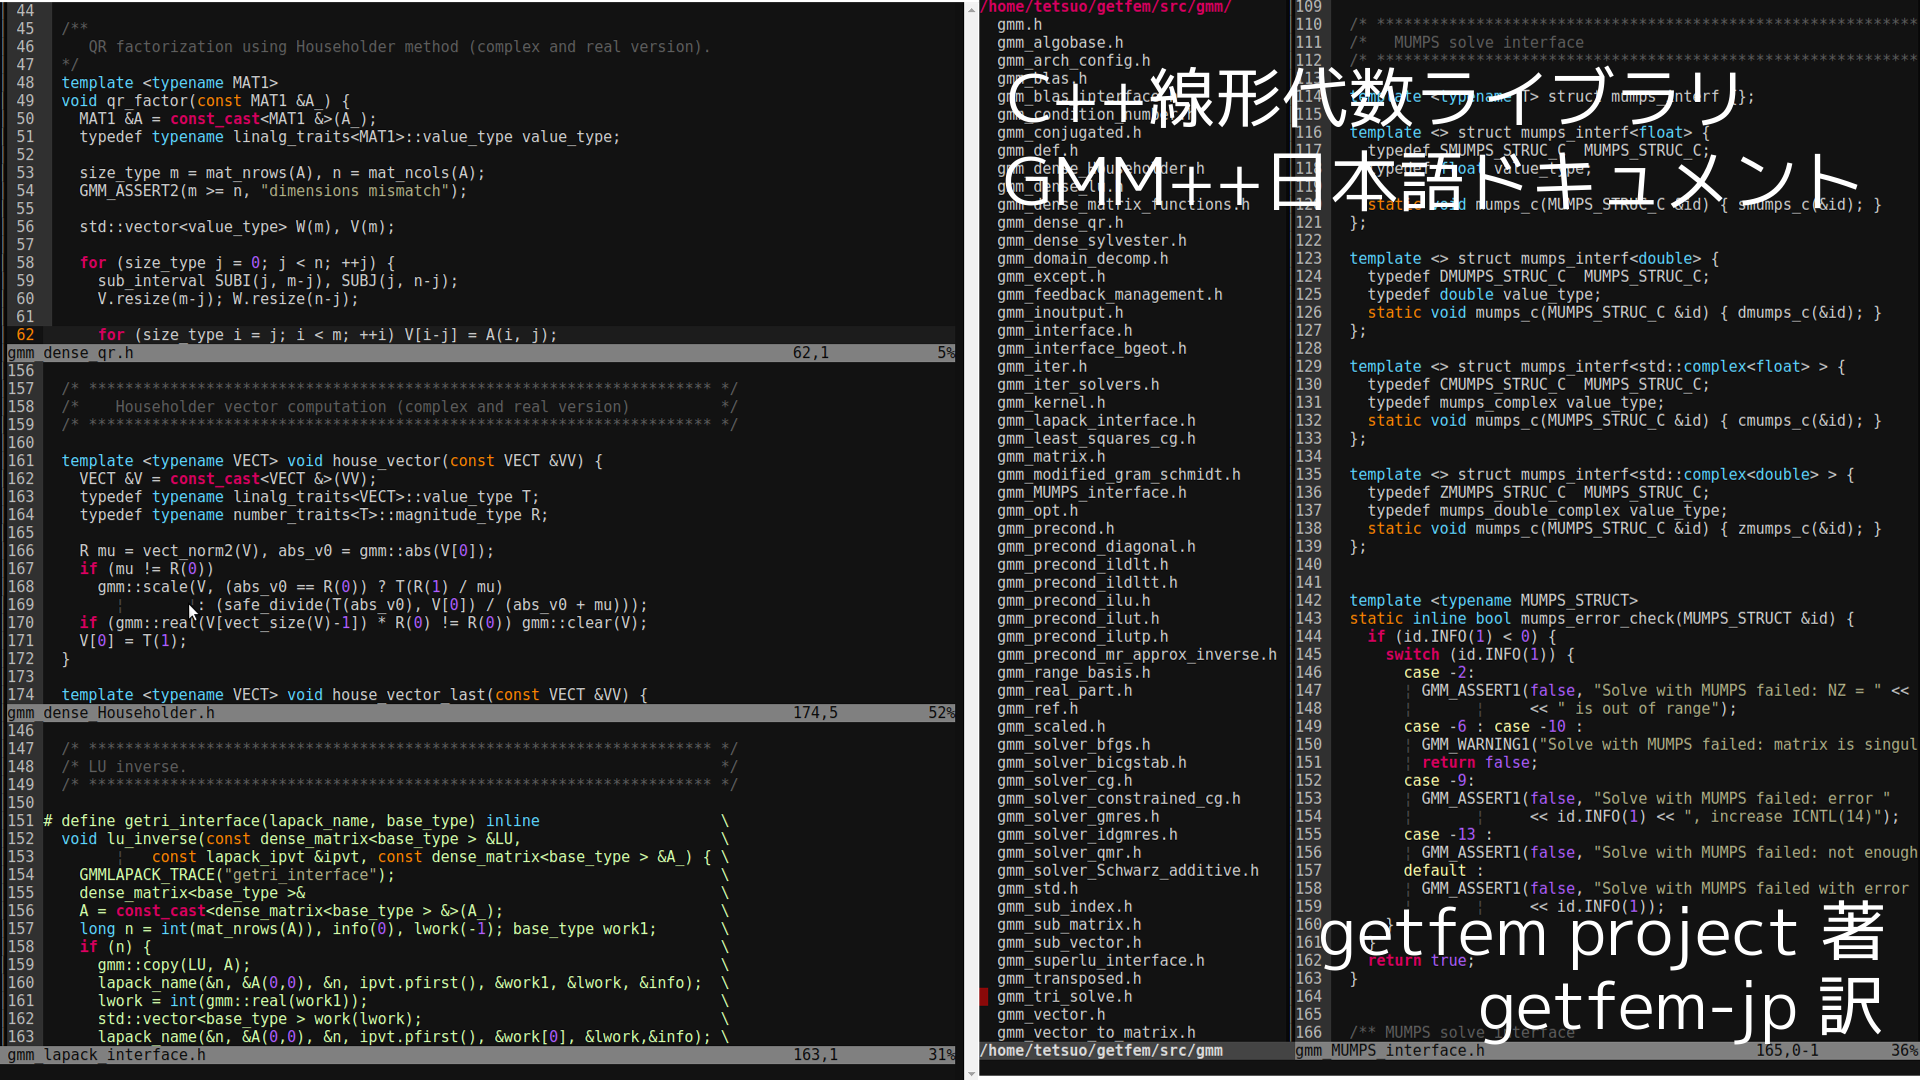 44
45 /**
46 QR factorization using Householder method (complex and real version).
47 */
48 template <typename MAT1>
49 void qr_factor(const MAT1 &A_) {
50 MAT1 &A = const_cast<MAT1 &>(A_);
51 typedef typename linalg_traits<MAT1>::value_type value_type;
52
53 size_type m = mat_nrows(A), n = mat_ncols(A);
54 GMM_ASSERT2(m >= n, "dimensions mismatch");
55
56 std::vector<value_type> W(m), V(m);
57
58 for (size_type j = 0; j < n; ++j) {
59 sub_interval SUBI(j, m-j), SUBJ(j, n-j);
60 V.resize(m-j); W.resize(n-j);
61
62 for (size_type i = j; i < m; ++i) V[i-j] = A(i, j);
gmm_dense_qr.h 62,1 5%
156
157 /* ********************************************************************* */
158 /* Householder vector computation (complex and real version) */
159 /* ********************************************************************* */
160
161 template <typename VECT> void house_vector(const VECT &VV) {
162 VECT &V = const_cast<VECT &>(VV);
163 typedef typename linalg_traits<VECT>::value_type T;
164 typedef typename number_traits<T>::magnitude_type R;
165
166 R mu = vect_norm2(V), abs_v0 = gmm::abs(V[0]);
167 if (mu != R(0))
168 gmm::scale(V, (abs_v0 == R(0)) ? T(R(1) / mu)
169 : (safe_divide(T(abs_v0), V[0]) / (abs_v0 + mu)));
170 if (gmm::real(V[vect_size(V)-1]) * R(0) != R(0)) gmm::clear(V);
171 V[0] = T(1);
172 }
173
174 template <typename VECT> void house_vector_last(const VECT &VV) {
gmm_dense_Householder.h 174,5 52%
146
147 /* ********************************************************************* */
148 /* LU inverse. */
149 /* ********************************************************************* */
150
151 # define getri_interface(lapack_name, base_type) inline \
152 void lu_inverse(const dense_matrix<base_type > &LU, \
153 const lapack_ipvt &ipvt, const dense_matrix<base_type > &A_) { \
154 GMMLAPACK_TRACE("getri_interface"); \
155 dense_matrix<base_type >& \
156 A = const_cast<dense_matrix<base_type > &>(A_); \
157 long n = int(mat_nrows(A)), info(0), lwork(-1); base_type work1; \
158 if (n) { \
159 gmm::copy(LU, A); \
160 lapack_name(&n, &A(0,0), &n, ipvt.pfirst(), &work1, &lwork, &info); \
161 lwork = int(gmm::real(work1)); \
162 std::vector<base_type > work(lwork); \
163 lapack_name(&n, &A(0,0), &n, ipvt.pfirst(), &work[0], &lwork,&info); \
gmm_lapack_interface.h 163,1 31%
/home/tetsuo/getfem/src/gmm/
gmm.h
gmm_algobase.h
gmm_arch_config.h
gmm_blas.h
gmm_blas_interface.h
gmm_condition_number.h
gmm_conjugated.h
gmm_def.h
gmm_dense_Householder.h
gmm_dense_lu.h
gmm_dense_matrix_functions.h
gmm_dense_qr.h
gmm_dense_sylvester.h
gmm_domain_decomp.h
gmm_except.h
gmm_feedback_management.h
gmm_inoutput.h
gmm_interface.h
gmm_interface_bgeot.h
gmm_iter.h
gmm_iter_solvers.h
gmm_kernel.h
gmm_lapack_interface.h
gmm_least_squares_cg.h
gmm_matrix.h
gmm_modified_gram_schmidt.h
gmm_MUMPS_interface.h
gmm_opt.h
gmm_precond.h
gmm_precond_diagonal.h
gmm_precond_ildlt.h
gmm_precond_ildltt.h
gmm_precond_ilu.h
gmm_precond_ilut.h
gmm_precond_ilutp.h
gmm_precond_mr_approx_inverse.h
gmm_range_basis.h
gmm_real_part.h
gmm_ref.h
gmm_scaled.h
gmm_solver_bfgs.h
gmm_solver_bicgstab.h
gmm_solver_cg.h
gmm_solver_constrained_cg.h
gmm_solver_gmres.h
gmm_solver_idgmres.h
gmm_solver_qmr.h
gmm_solver_Schwarz_additive.h
gmm_std.h
gmm_sub_index.h
gmm_sub_matrix.h
gmm_sub_vector.h
gmm_superlu_interface.h
gmm_transposed.h
gmm_tri_solve.h
gmm_vector.h
gmm_vector_to_matrix.h
/home/tetsuo/getfem/src/gmm
C++線形代数ライブラリ
GMM++日本語ドキュメント
109
110 /* ************************************************************
111 /* MUMPS solve interface
112 /* ************************************************************
113
114 template <typename T> struct mumps_interf {};
115
116 template <> struct mumps_interf<float> {
117 typedef SMUMPS_STRUC_C MUMPS_STRUC_C;
118 typedef float value_type;
119
120 static void mumps_c(MUMPS_STRUC_C &id) { smumps_c(&id); }
121 };
122
123 template <> struct mumps_interf<double> {
124 typedef DMUMPS_STRUC_C MUMPS_STRUC_C;
125 typedef double value_type;
126 static void mumps_c(MUMPS_STRUC_C &id) { dmumps_c(&id); }
127 };
128
129 template <> struct mumps_interf<std::complex<float> > {
130 typedef CMUMPS_STRUC_C MUMPS_STRUC_C;
131 typedef mumps_complex value_type;
132 static void mumps_c(MUMPS_STRUC_C &id) { cmumps_c(&id); }
133 };
134
135 template <> struct mumps_interf<std::complex<double> > {
136 typedef ZMUMPS_STRUC_C MUMPS_STRUC_C;
137 typedef mumps_double_complex value_type;
138 static void mumps_c(MUMPS_STRUC_C &id) { zmumps_c(&id); }
139 };
140
141
142 template <typename MUMPS_STRUCT>
143 static inline bool mumps_error_check(MUMPS_STRUCT &id) {
144 if (id.INFO(1) < 0) {
145 switch (id.INFO(1)) {
146 case -2:
147 GMM_ASSERT1(false, "Solve with MUMPS failed: NZ = " <<
148 << " is out of range");
149 case -6 : case -10 :
150 GMM_WARNING1("Solve with MUMPS failed: matrix is singul
151 return false;
152 case -9:
153 GMM_ASSERT1(false, "Solve with MUMPS failed: error "
154 << id.INFO(1) << ", increase ICNTL(14)");
155 case -13 :
156 GMM_ASSERT1(false, "Solve with MUMPS failed: not enough
157 default :
158 GMM_ASSERT1(false, "Solve with MUMPS failed with error
159 << id.INFO(1));
160 }
161 }
162 return true;
163 }
164
165
166 /** MUMPS solve interface
gmm_MUMPS_interface.h 165,0-1 36%
getfem project 著
getfem-jp 訳